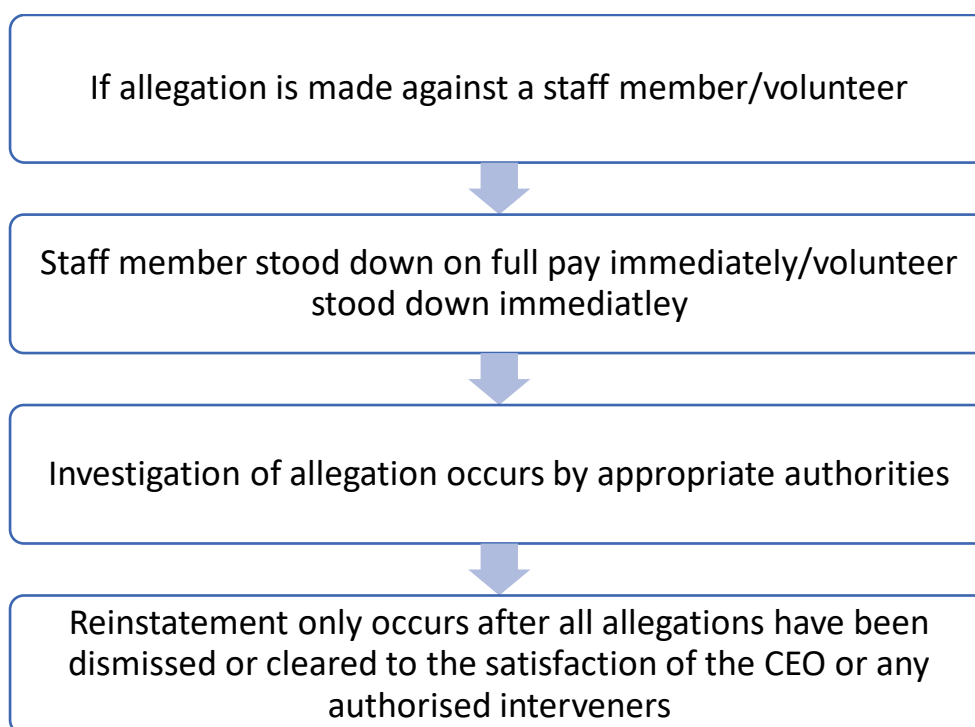 If allegation is made against a staff member/volunteer
Staff member stood down on full pay immediately/volunteer
stood down immediatley
Investigation of allegation occurs by appropriate authorities
Reinstatement only occurs after all allegations have been
dismissed or cleared to the satisfaction of the CEO or any
authorised interveners